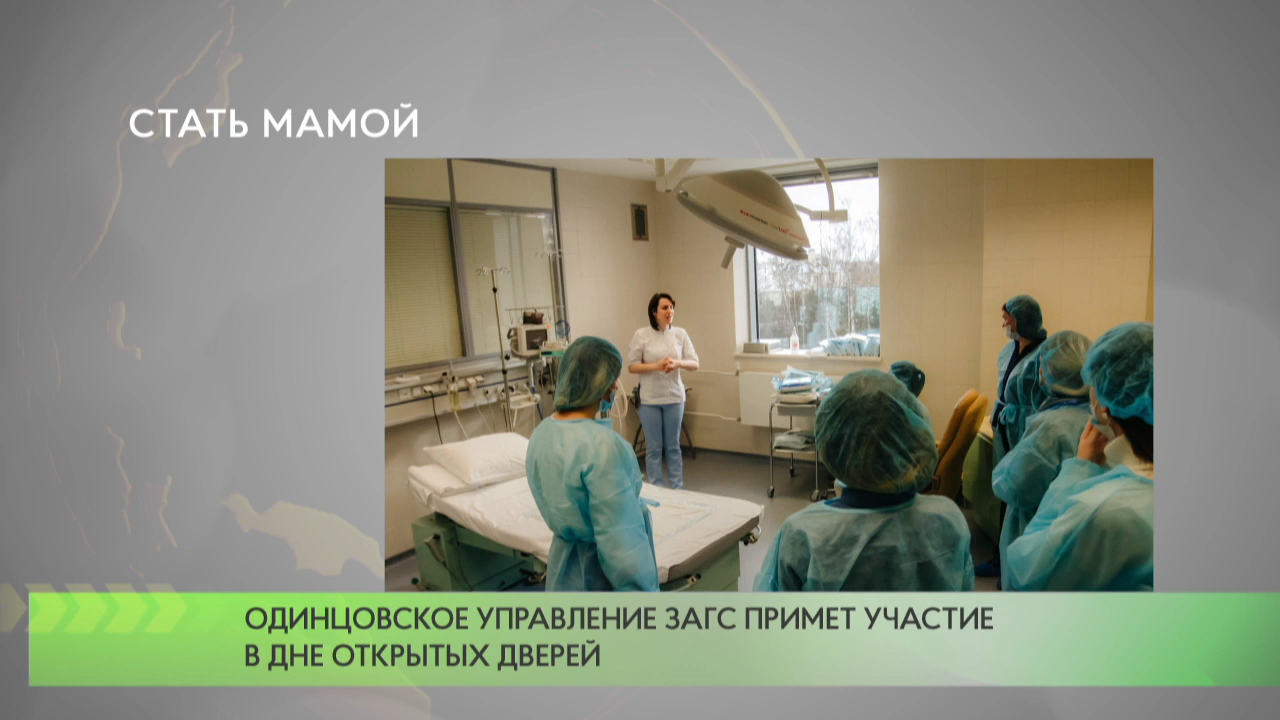 СТАТЬ МАМОЙ
ОДИНЦОВСКОЕ УПРАВЛЕНИЕ ЗАГС ПРИМЕТ УЧАСТИЕ
В ДНЕ ОТКРЫТЫХ ДВЕРЕЙ